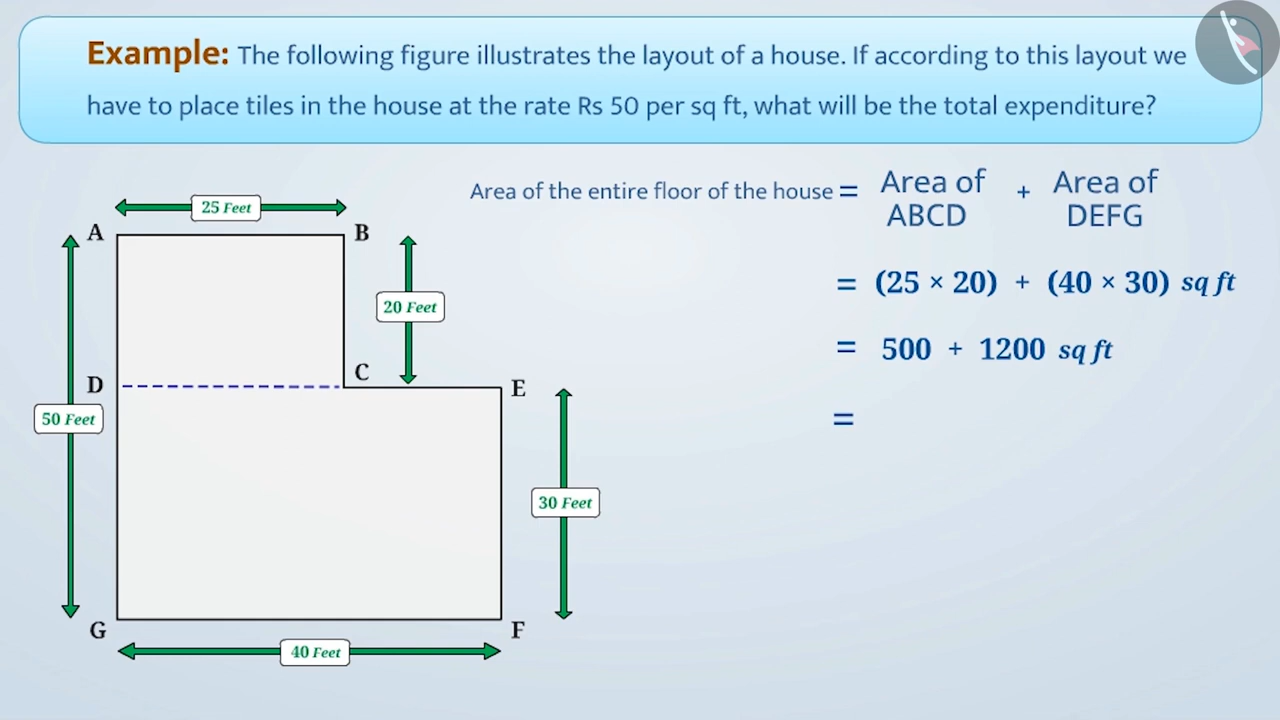 Example: The following figure illustrates the layout of a house. If according to this layout we
have to place tiles in the house at the rate Rs 50 per sq ft, what will be the total expenditure?
Area of the entire floor of the house = Area of ABCD + Area of DEFG
= (25 × 20) + (40 × 30) sq ft
= 500 + 1200 sq ft
=
25 Feet
A
B
20 Feet
C
D
E
50 Feet
30 Feet
G
F
40 Feet